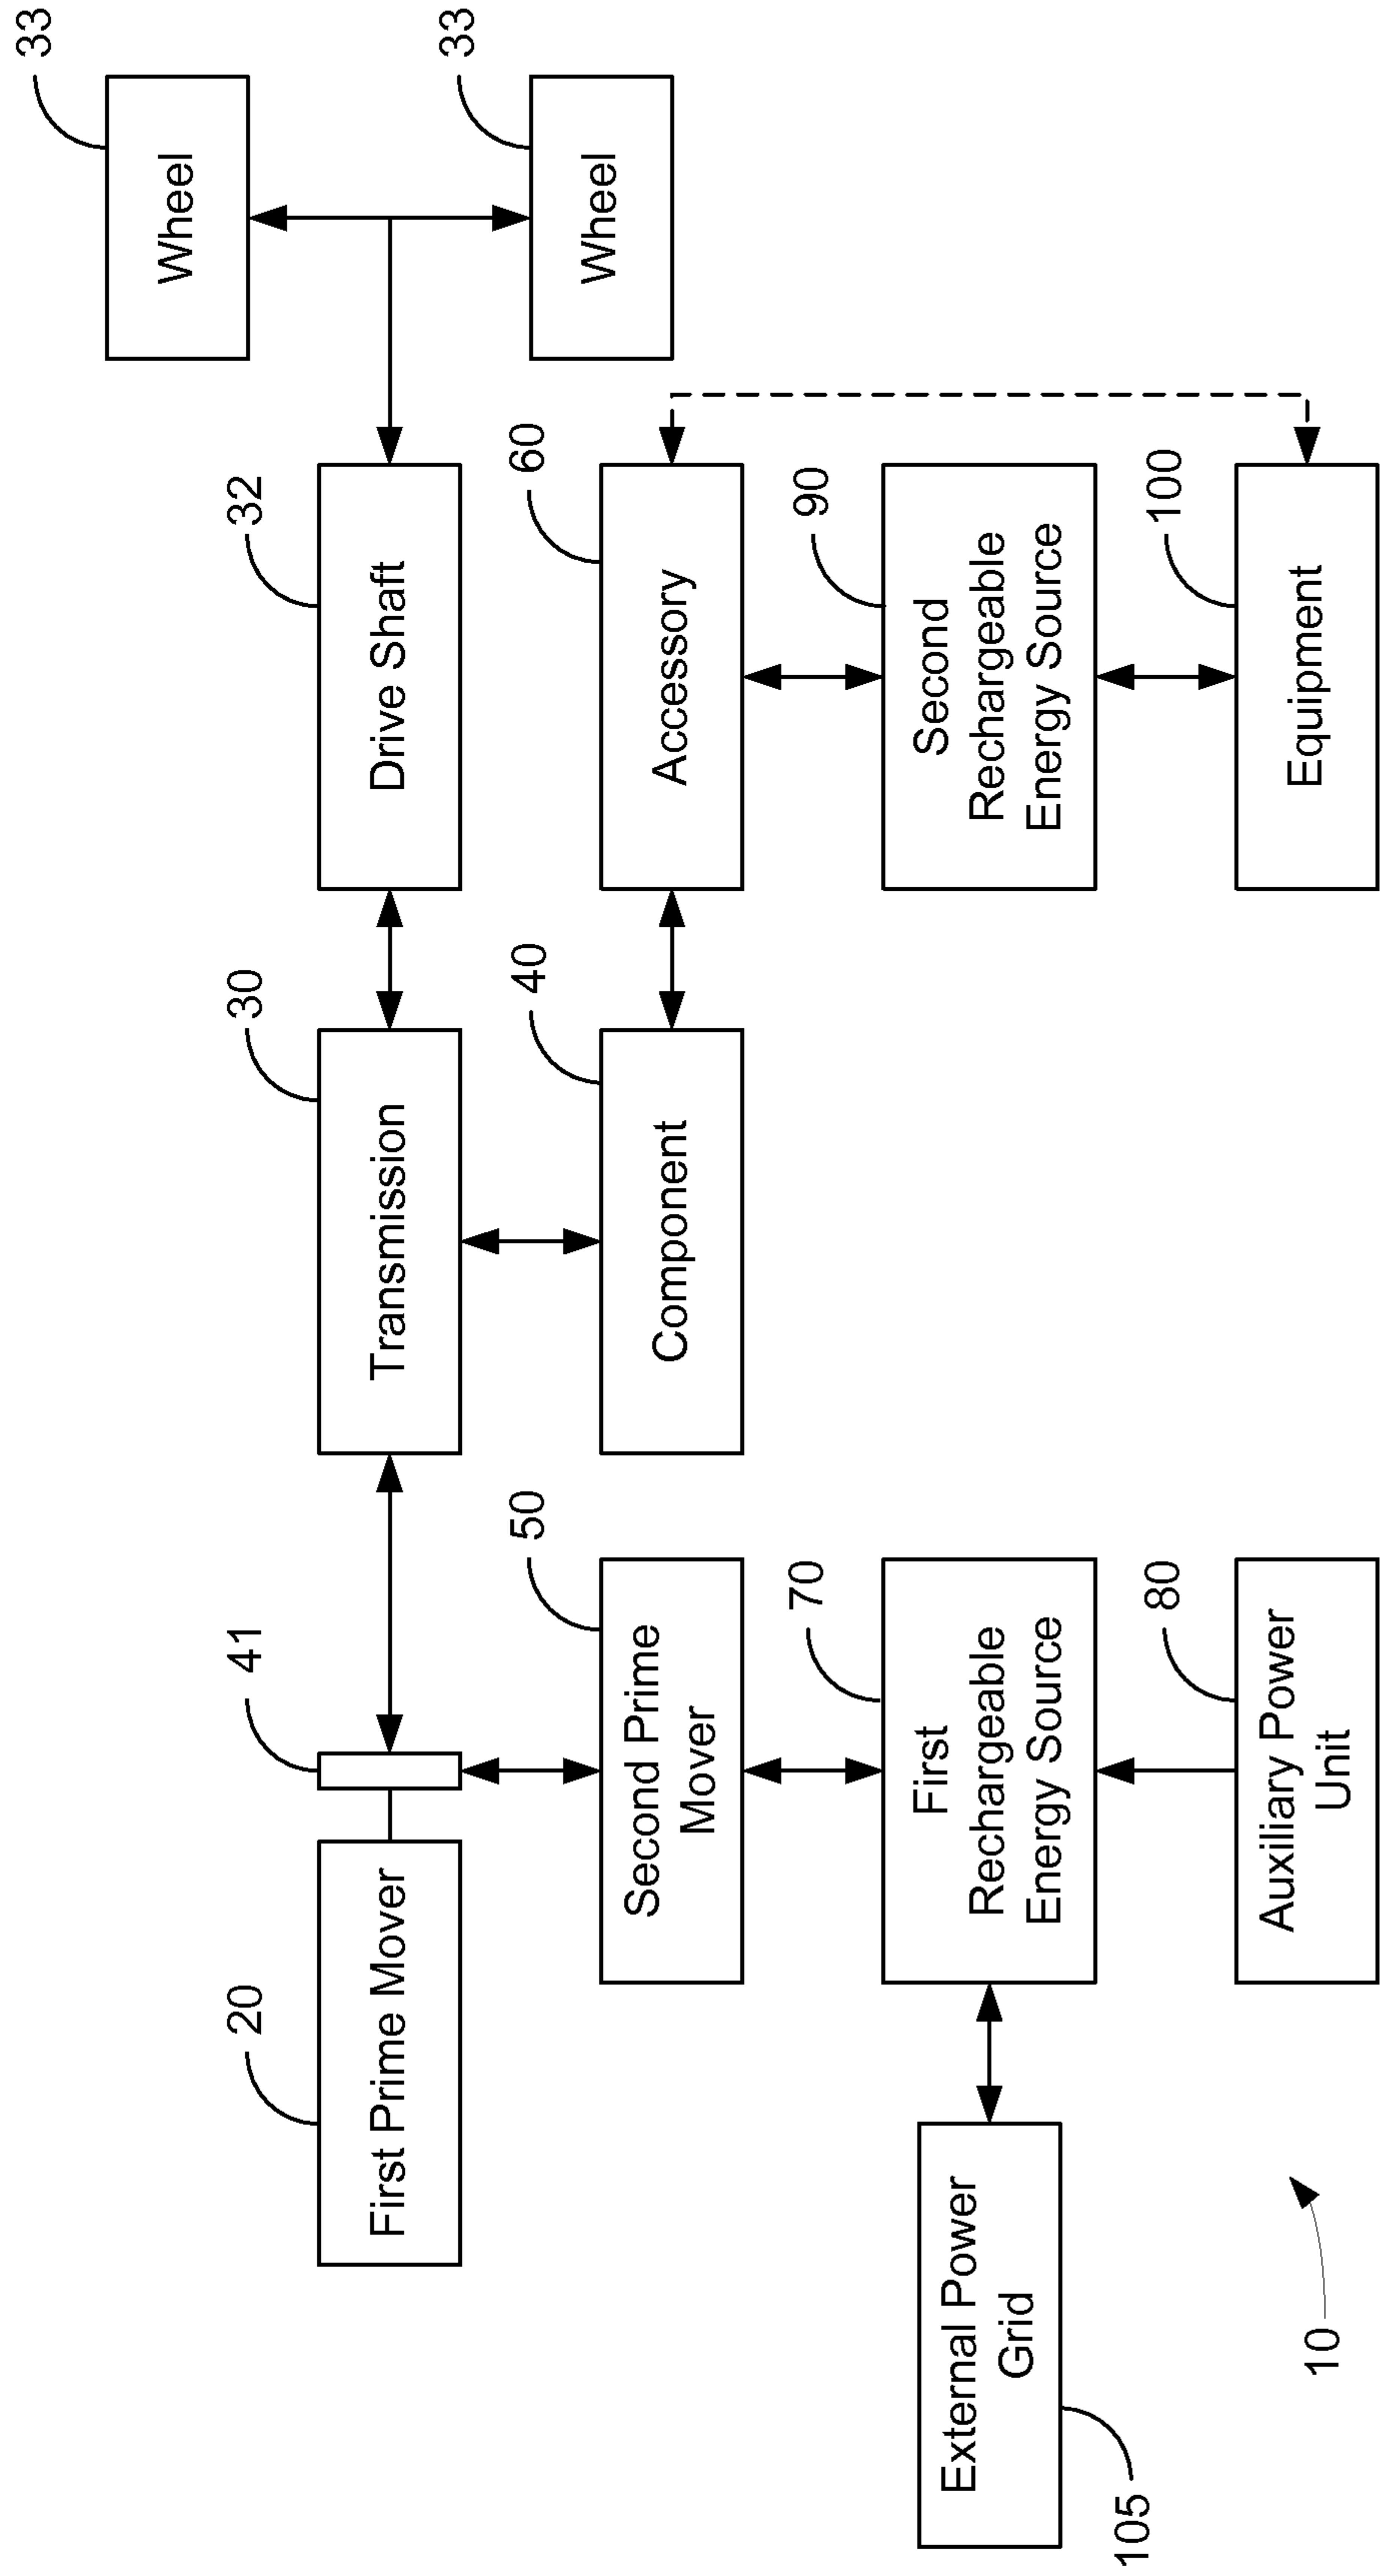 33
Wheel
33
Wheel
20
First Prime Mover
41
30
Transmission
32
Drive Shaft
50
Second Prime
Mover
40
Component
60
Accessory
105
External Power
Grid
70
First
Rechargeable
Energy Source
90
Second
Rechargeable
Energy Source
80
Auxiliary Power
Unit
100
Equipment
10